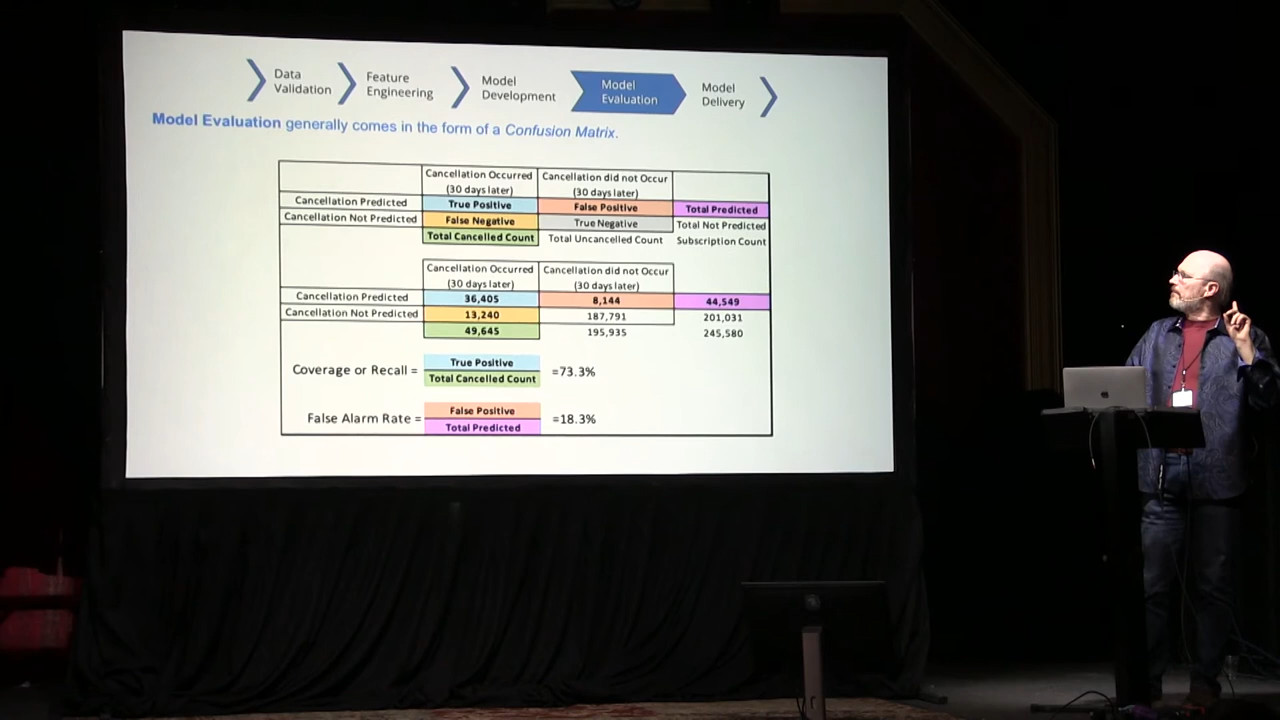 Data Validation
Feature Engineering
Model Development
Model Evaluation
Model Delivery
Model Evaluation generally comes in the form of a Confusion Matrix.
Cancellation Occurred (30 days later) Cancellation did not Occur (30 days later)
Cancellation Predicted True Positive False Positive Total Predicted
Cancellation Not Predicted False Negative True Negative Total Not Predicted
Total Cancelled Count Total Uncancelled Count Subscription Count
Cancellation Occurred (30 days later) Cancellation did not Occur (30 days later)
Cancellation Predicted 36,405 8,144 44,549
Cancellation Not Predicted 13,240 187,791 201,031
49,645 195,935 245,580
Coverage or Recall = True Positive Total Cancelled Count =73.3%
False Alarm Rate = False Positive Total Predicted =18.3%